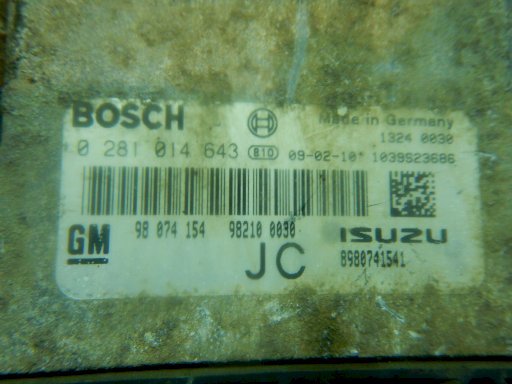 BOSCH Made in Germany
1324 0030
0 281 014 643 810 09-02-10* 1039S23686
GM 98 074 154 98210 0030 ISUZU
JC 8980741541